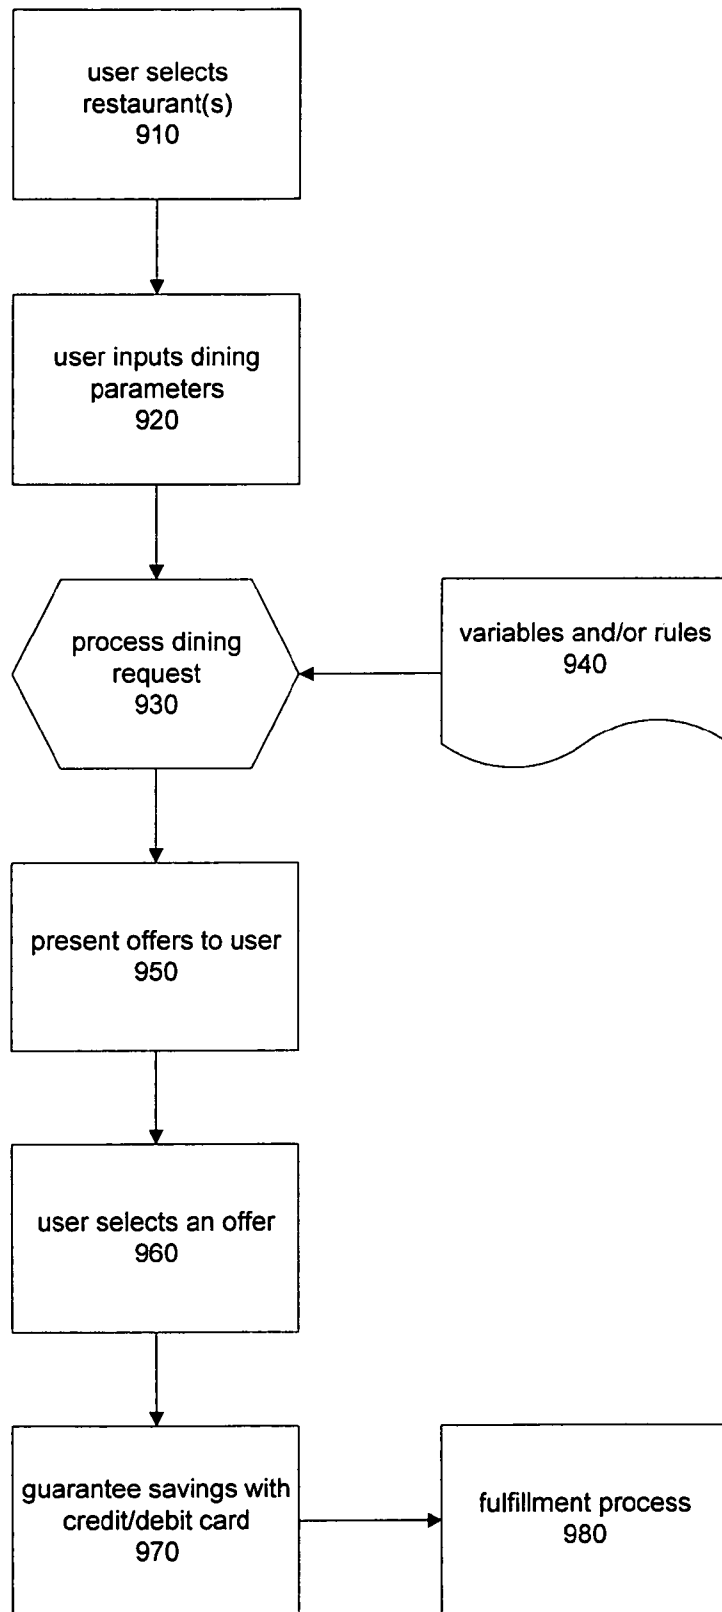 user selects
restaurant(s)
910
user inputs dining
parameters
920
process dining
request
930
variables and/or rules
940
present offers to user
950
user selects an offer
960
guarantee savings with
credit/debit card
970
fulfillment process
980